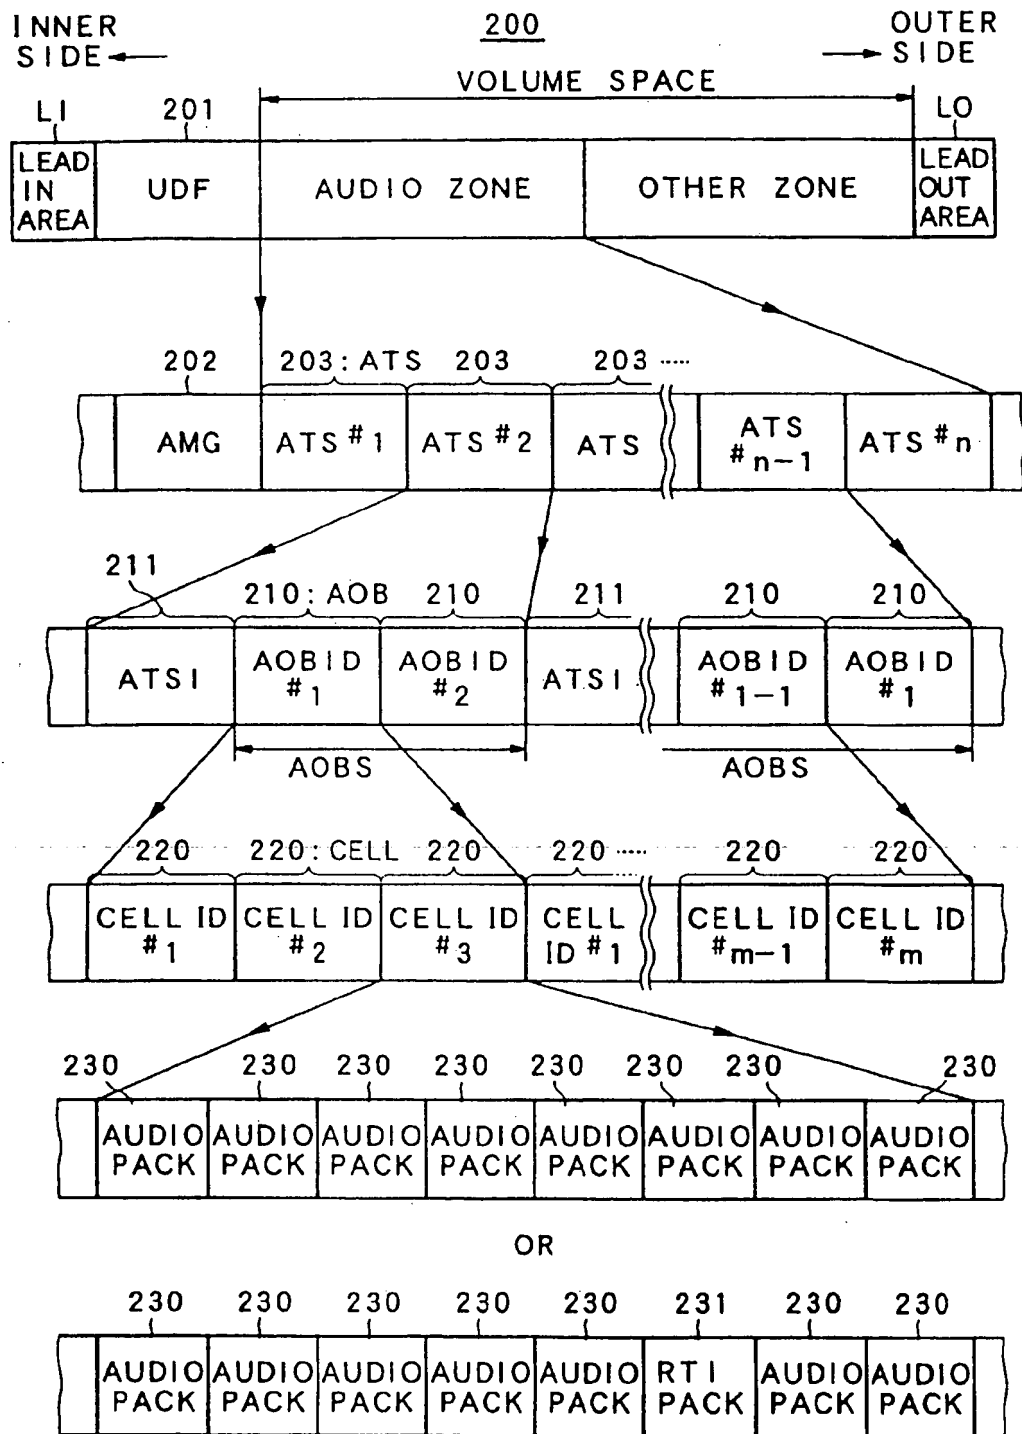 INNER SIDE
200
OUTER SIDE
VOLUME SPACE
LI 201 LO
LEAD IN AREA
UDF
AUDIO ZONE
OTHER ZONE
LEAD OUT AREA
202 203:ATS 203 203 .....
AMG
ATS #1
ATS #2
ATS
ATS #n-1
ATS #n
211 210:AOB 210 211 210 210
ATSI
AOBID #1
AOBID #2
ATSI
AOBID #1-1
AOBID #1
AOBS AOBS
220 220:CELL 220 220 ..... 220 220
CELL ID #1
CELL ID #2
CELL ID #3
CELL ID #1
CELL ID #m-1
CELL ID #m
230 230 230 230 230 230 230 230
AUDIO PACK
AUDIO PACK
AUDIO PACK
AUDIO PACK
AUDIO PACK
AUDIO PACK
AUDIO PACK
AUDIO PACK
OR
230 230 230 230 230 231 230 230
AUDIO PACK
AUDIO PACK
AUDIO PACK
AUDIO PACK
AUDIO PACK
RTI PACK
AUDIO PACK
AUDIO PACK